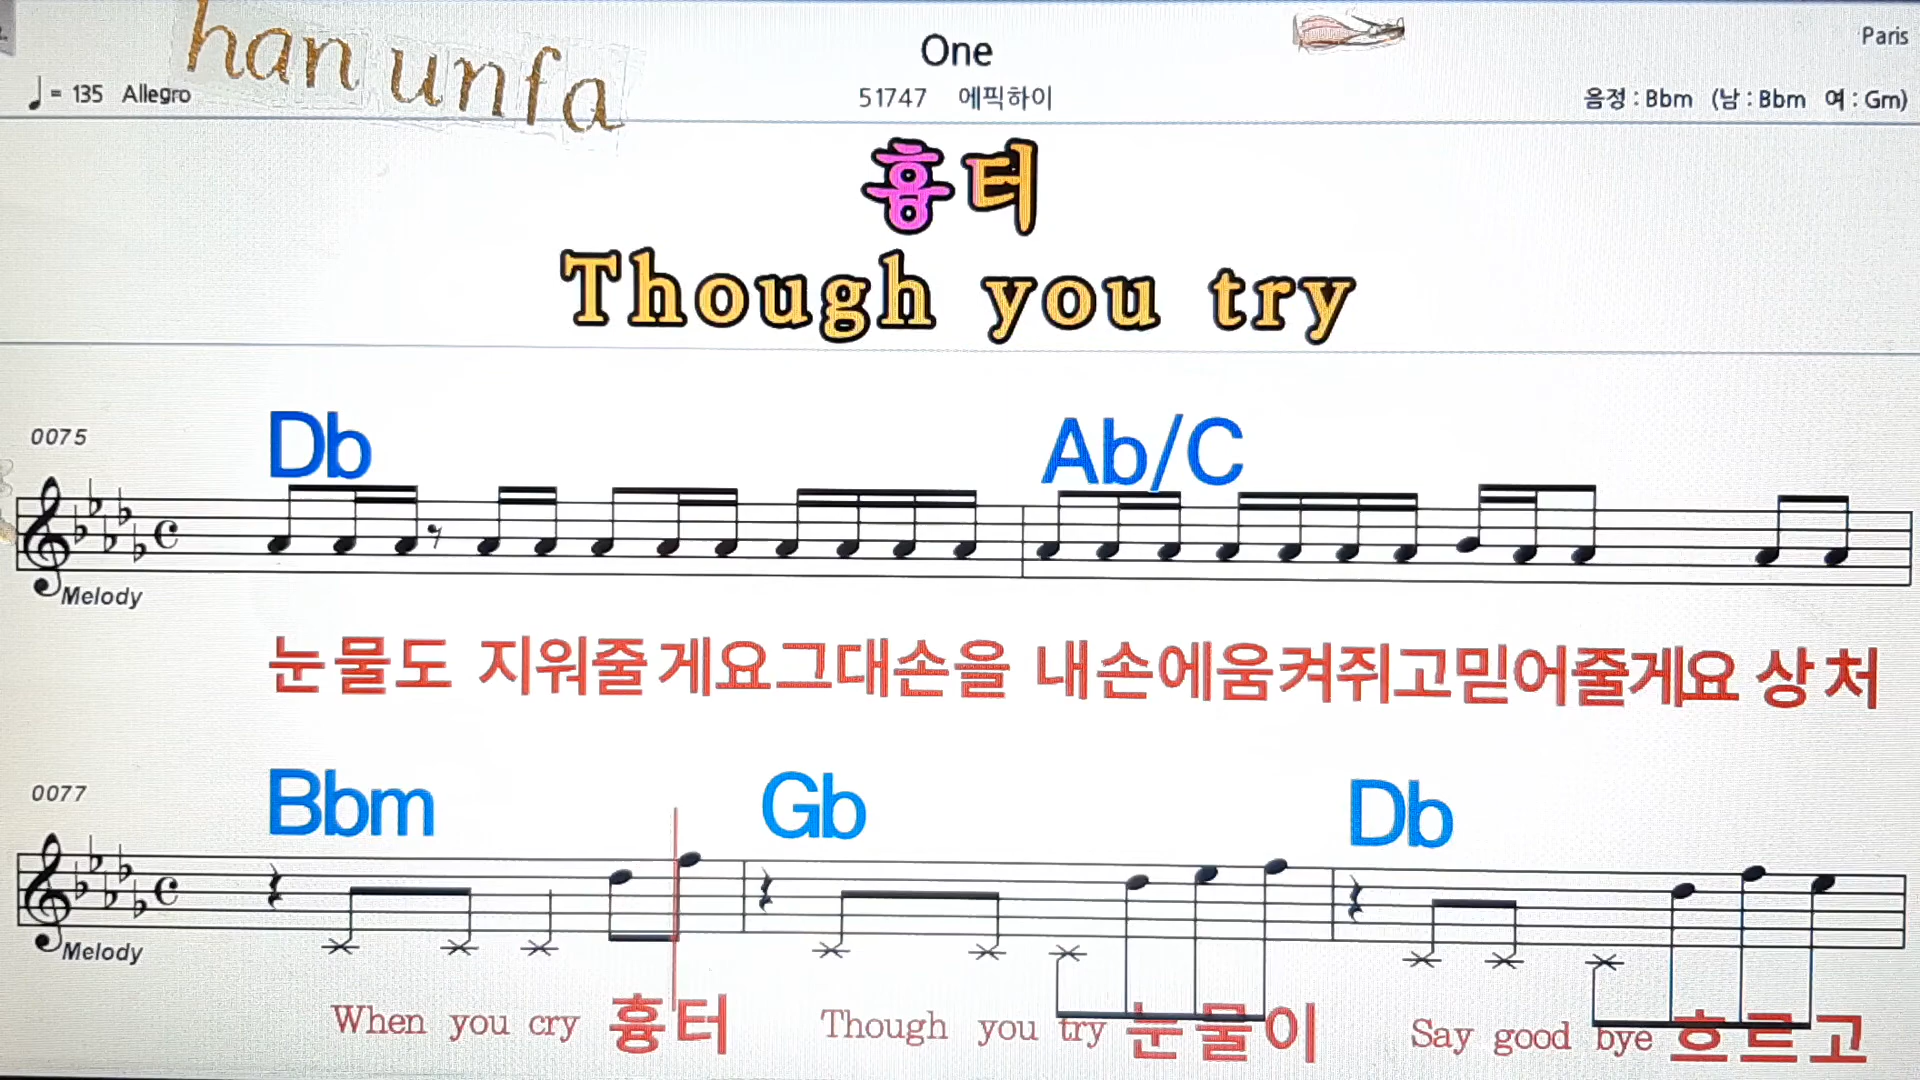 han unfa
One
Paris
♩= 135 Allegro
51747 에픽하이
음정 : Bbm (남 : Bbm 여 : Gm)
흉터
Though you try
0075
Db Ab/C
Melody
눈물도 지워줄게요그대손을 내손에움켜쥐고믿어줄게요 상처
0077
Bbm Gb Db
Melody
When you cry 흉터 Though you try 눈물이 Say good bye 흐르고